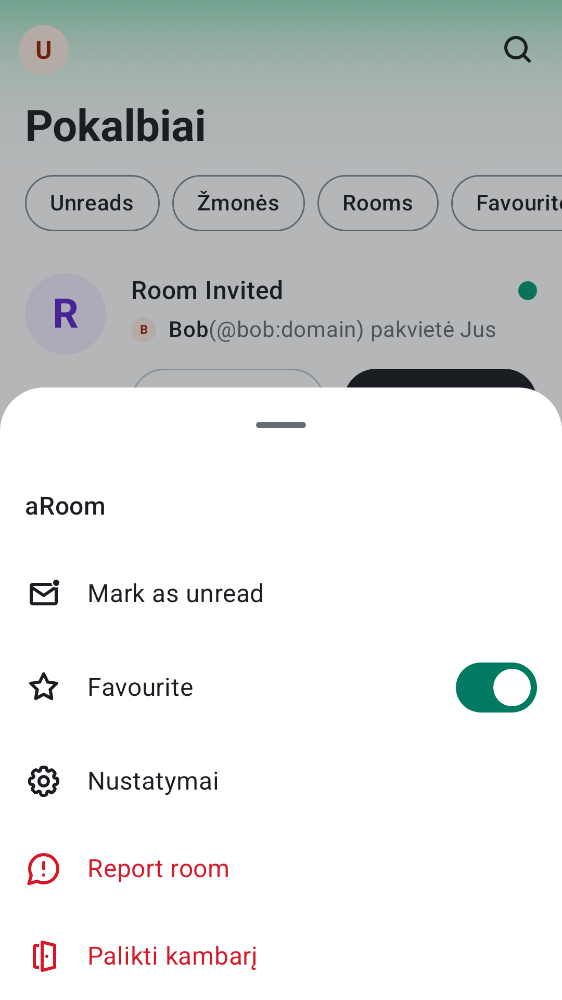 U
Pokalbiai
Unreads Žmonės Rooms Favourite
R
Room Invited
B Bob(@bob:domain) pakvietė Jus
aRoom
Mark as unread
Favourite
Nustatymai
Report room
Palikti kambarį